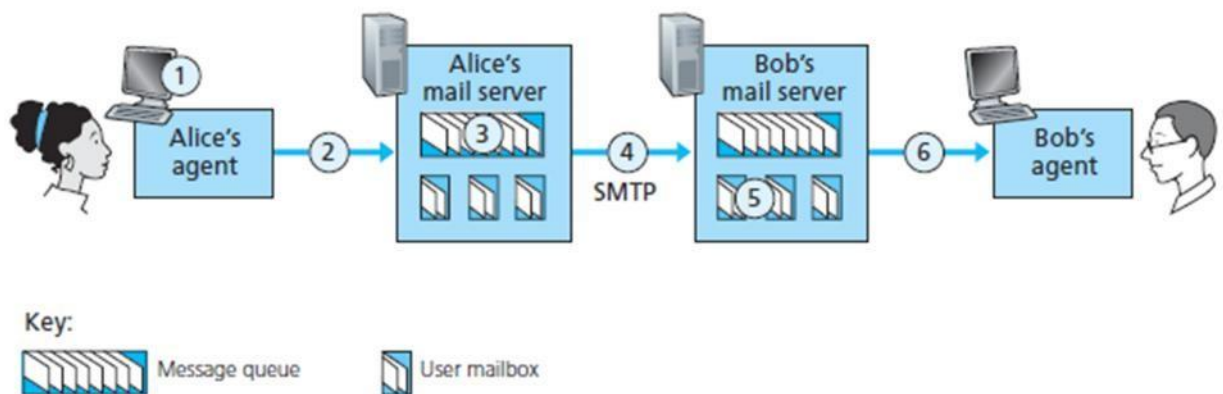 1
Alice's
agent
2
Alice's
mail server
3
4
SMTP
Bob's
mail server
5
6
Bob's
agent
Key:
Message queue
User mailbox